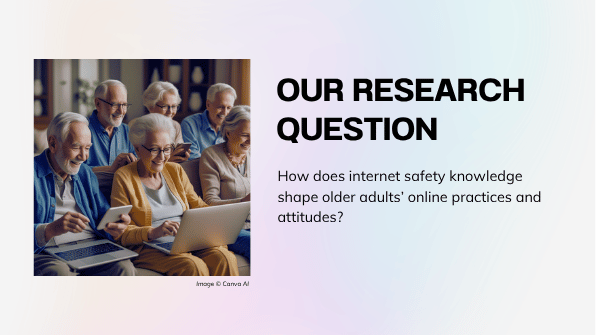 OUR RESEARCH
QUESTION
How does internet safety knowledge
shape older adults' online practices and
attitudes?
Image © Canva AI